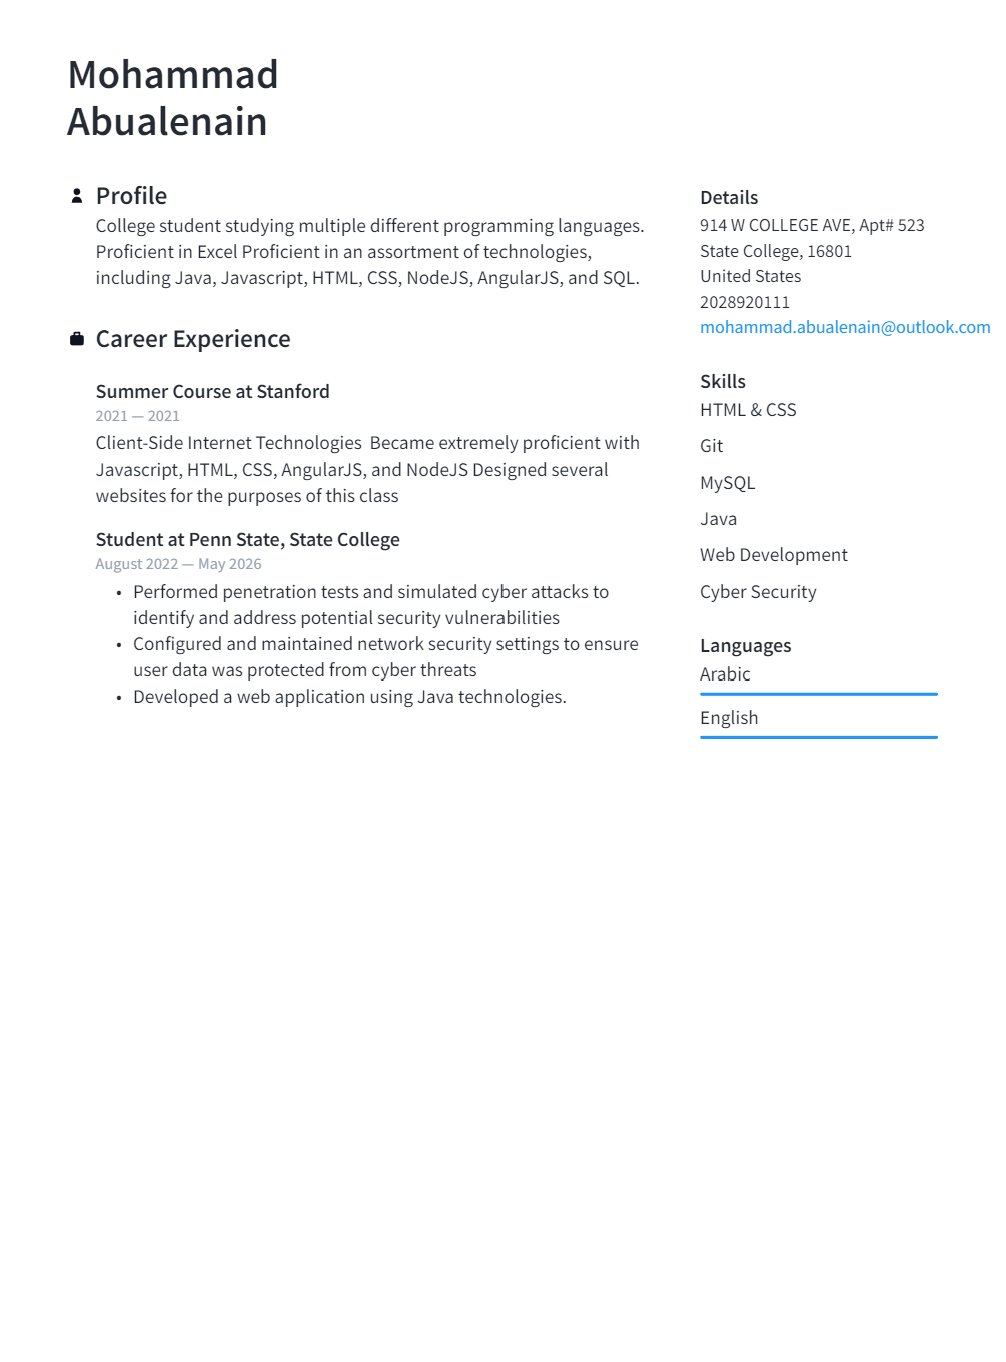 Mohammad
Abualenain
Profile
College student studying multiple different programming languages.
Proficient in Excel Proficient in an assortment of technologies,
including Java, Javascript, HTML, CSS, NodeJS, AngularJS, and SQL.
Career Experience
Summer Course at Stanford
2021 — 2021
Client-Side Internet Technologies  Became extremely proficient with
Javascript, HTML, CSS, AngularJS, and NodeJS Designed several
websites for the purposes of this class
Student at Penn State, State College
August 2022 — May 2026
• Performed penetration tests and simulated cyber attacks to
identify and address potential security vulnerabilities
• Configured and maintained network security settings to ensure
user data was protected from cyber threats
• Developed a web application using Java technologies.
Details
914 W COLLEGE AVE, Apt# 523
State College, 16801
United States
2028920111
mohammad.abualenain@outlook.com
Skills
HTML & CSS
Git
MySQL
Java
Web Development
Cyber Security
Languages
Arabic
English